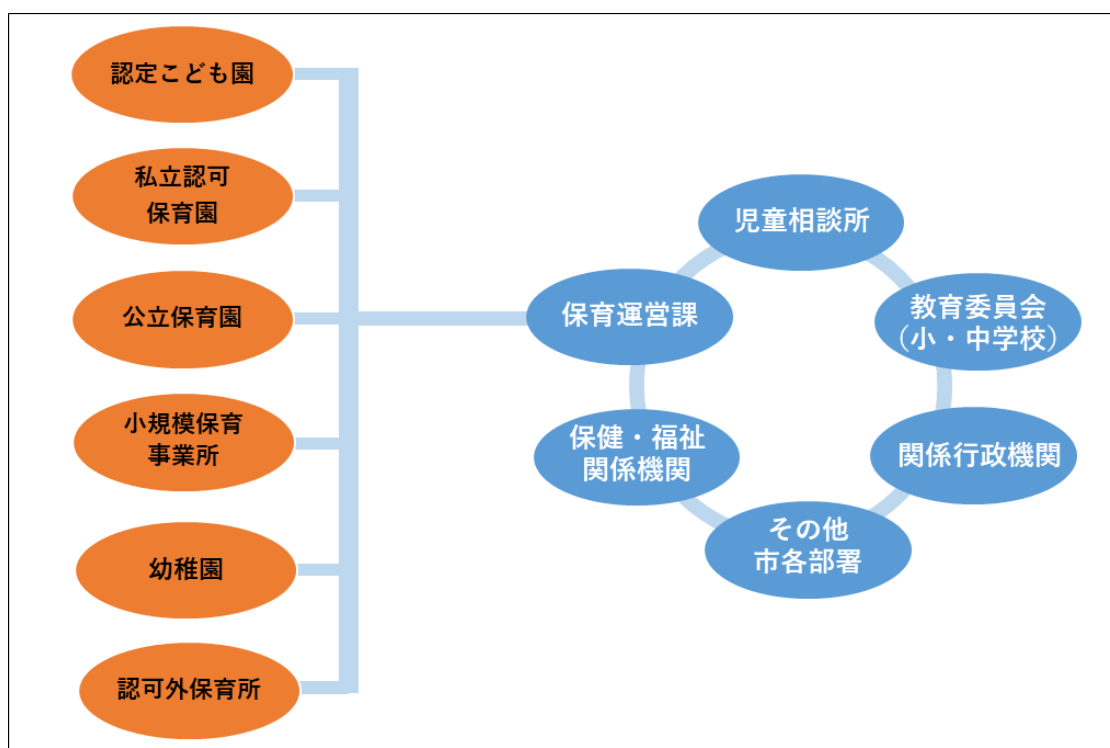 認定こども園
私立認可
保育園
公立保育園
小規模保育
事業所
幼稚園
認可外保育所
児童相談所
保育運営課
教育委員会
(小・中学校)
保健・福祉
関係機関
関係行政機関
その他
市各部署